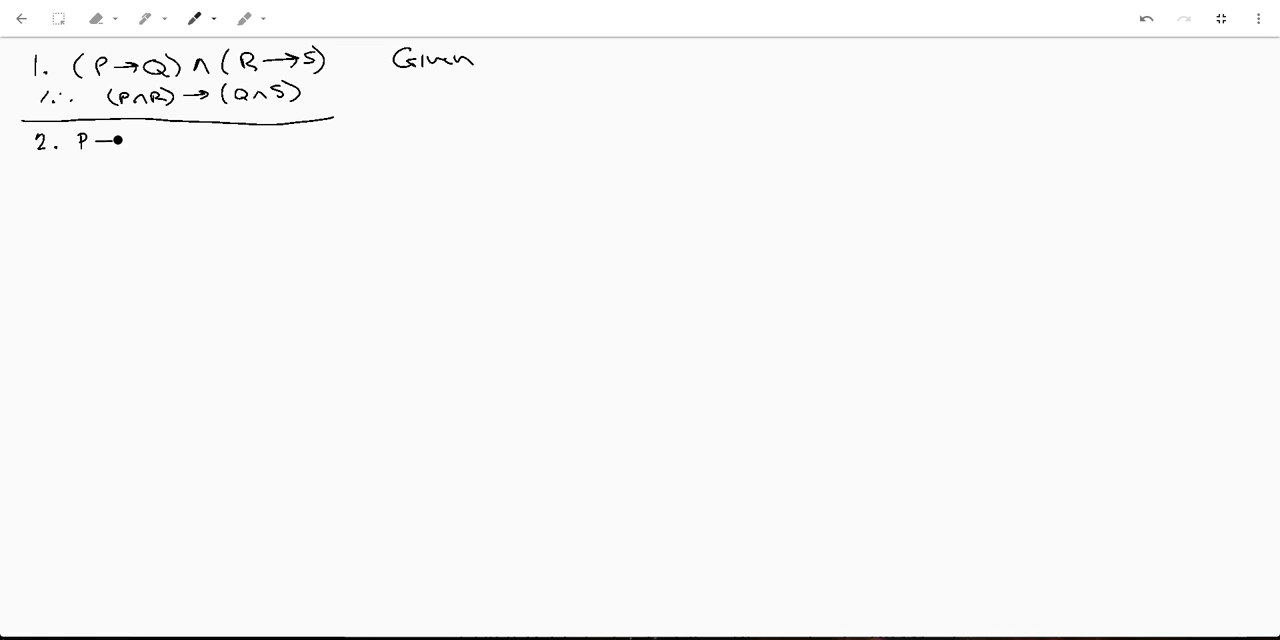 1. (P→Q) ∧ (R→S) Given
/∴ (P∧R) → (Q∧S)
2. P —